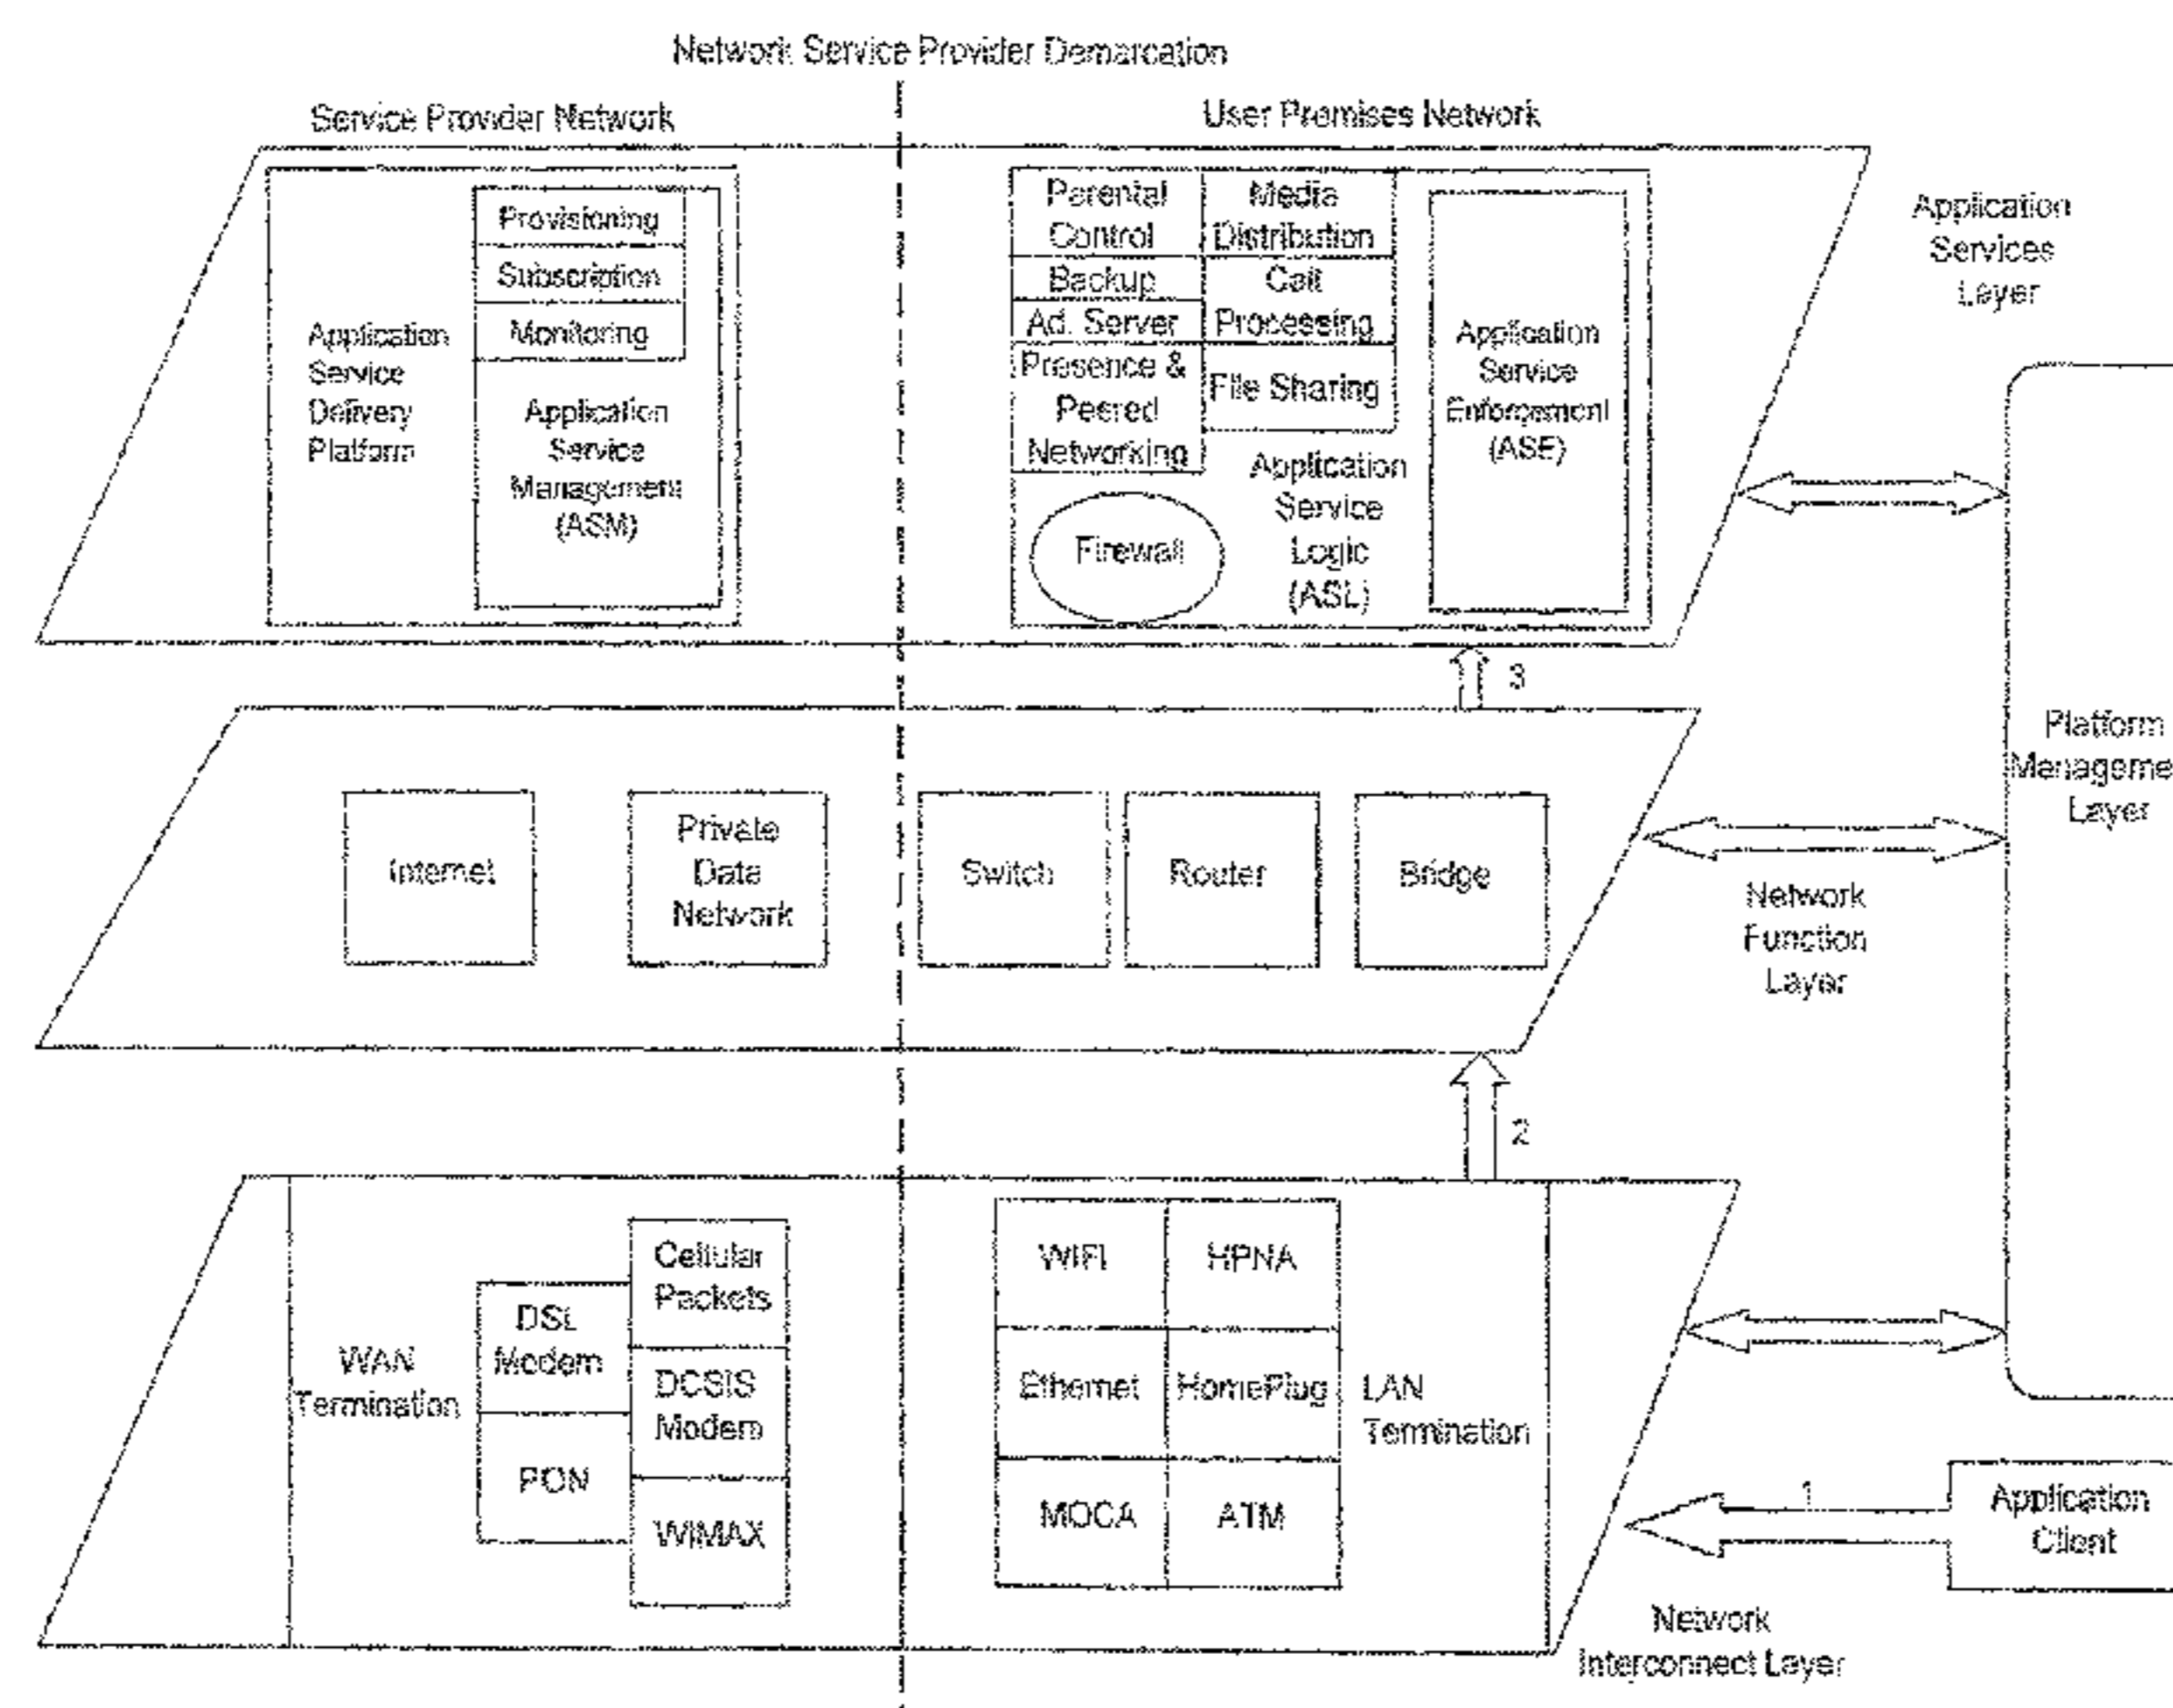 Network Service Provider Demarcation
Service Provider Network
User Premises Network
Provisioning
Subscription
Monitoring
Application
Service
Delivery
Platform
Application
Service
Management
(ASM)
Parental
Control
Media
Distribution
Backup
Call
Processing
Ad. Server
Presence &
Peered
Networking
File Sharing
Firewall
Application
Service
Logic
(ASL)
Application
Service
Enforcement
(ASE)
Application
Services
Layer
3
Internet
Private
Data
Network
Switch
Router
Bridge
Network
Function
Layer
Platform
Manageme
Layer
2
WAN
Termination
DSL
Modem
PON
Cellular
Packets
DCSIS
Modem
WIMAX
WIFI
HPNA
Ethernet
HomePlug
MOCA
ATM
LAN
Termination
1
Application
Client
Network
Interconnect Layer